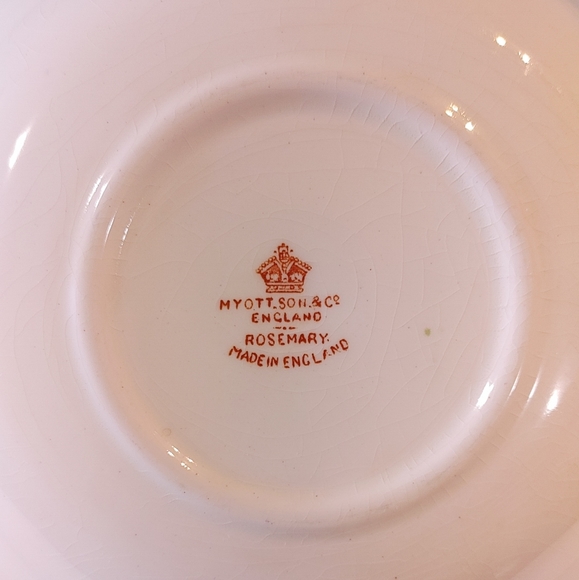 MYOTT.SON.&Co
ENGLAND
ROSEMARY.
MADE IN ENGLAND